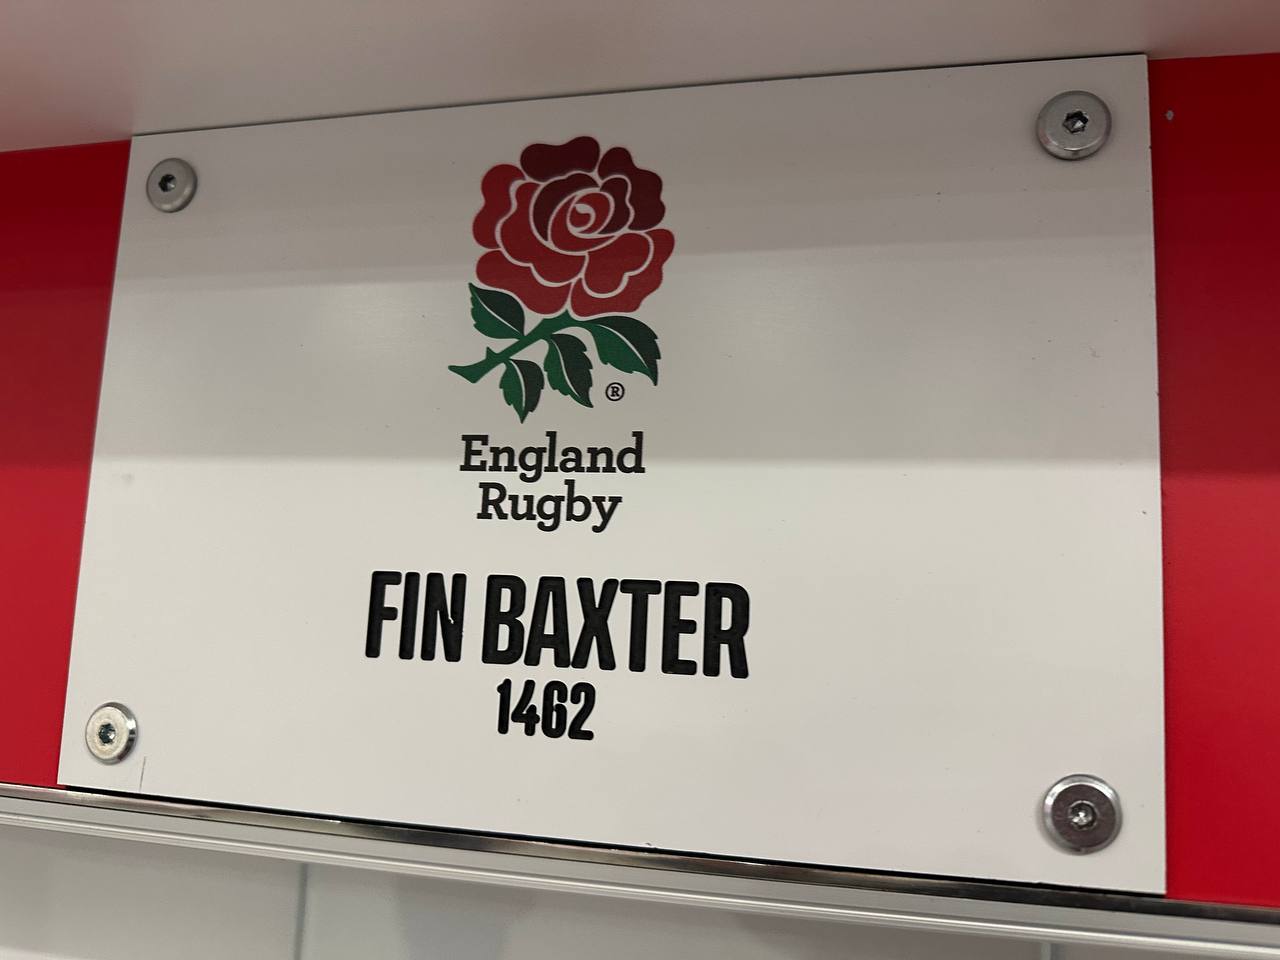 ®
England
Rugby
FIN BAXTER
1462